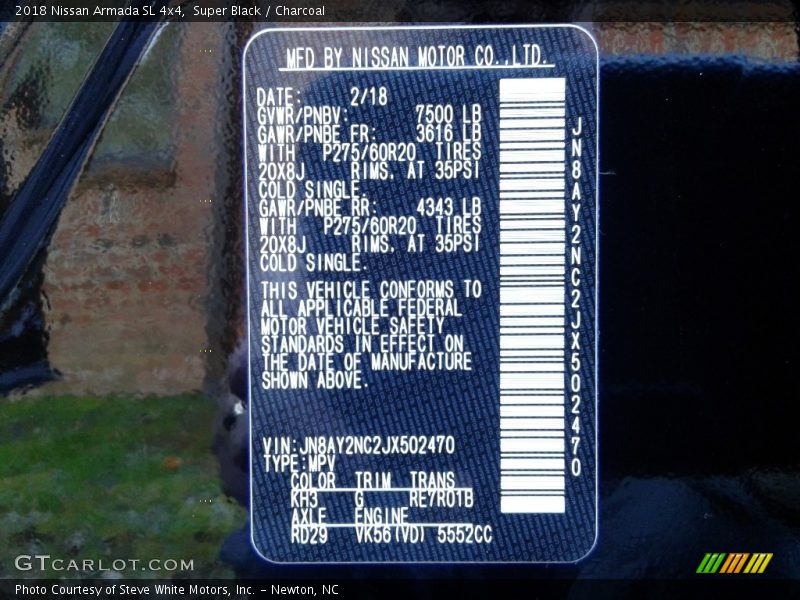 2018 Nissan Armada SL 4x4, Super Black / Charcoal
MFD BY NISSAN MOTOR CO.,LTD.
DATE: 2/18
GVWR/PNBV: 7500 LB
GAWR/PNBE FR: 3616 LB
WITH P275/60R20 TIRES
20X8J RIMS, AT 35PSI
COLD SINGLE.
GAWR/PNBE RR: 4343 LB
WITH P275/60R20 TIRES
20X8J RIMS, AT 35PSI
COLD SINGLE.
THIS VEHICLE CONFORMS TO
ALL APPLICABLE FEDERAL
MOTOR VEHICLE SAFETY
STANDARDS IN EFFECT ON
THE DATE OF MANUFACTURE
SHOWN ABOVE.
VIN:JN8AY2NC2JX502470
TYPE:MPV
COLOR TRIM TRANS
KH3 G RE7R01B
AXLE ENGINE
RD29 VK56(VD) 5552CC
JN8AY2NC2JX502470
GTCARLOT.COM
Photo Courtesy of Steve White Motors, Inc. - Newton, NC